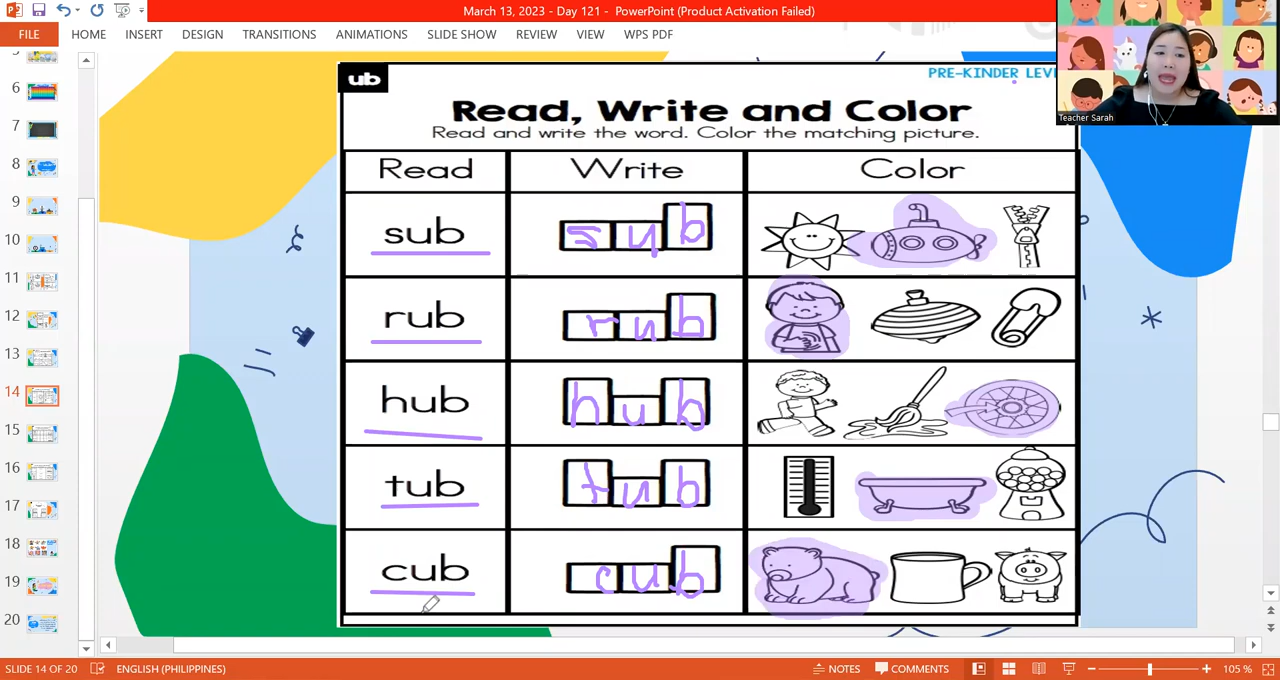 March 13, 2023 - Day 121 - PowerPoint (Product Activation Failed)
FILE HOME INSERT DESIGN TRANSITIONS ANIMATIONS SLIDE SHOW REVIEW VIEW WPS PDF
Teacher Sarah
6
7
8
9
10
11
12
13
14
15
16
17
18
19
20
ub
PRE-KINDER LEVE
Read, Write and Color
Read and write the word. Color the matching picture.
Read Write Color
sub sub
rub rub
hub hub
tub tub
cub cub
SLIDE 14 OF 20 ENGLISH (PHILIPPINES) NOTES COMMENTS 105 %